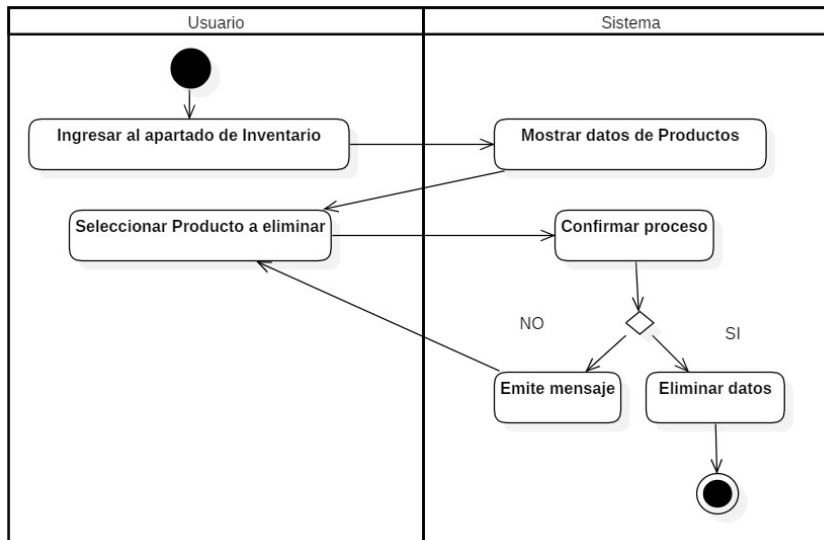 Usuario
Sistema
Ingresar al apartado de Inventario
Mostrar datos de Productos
Seleccionar Producto a eliminar
Confirmar proceso
NO
SI
Emite mensaje
Eliminar datos